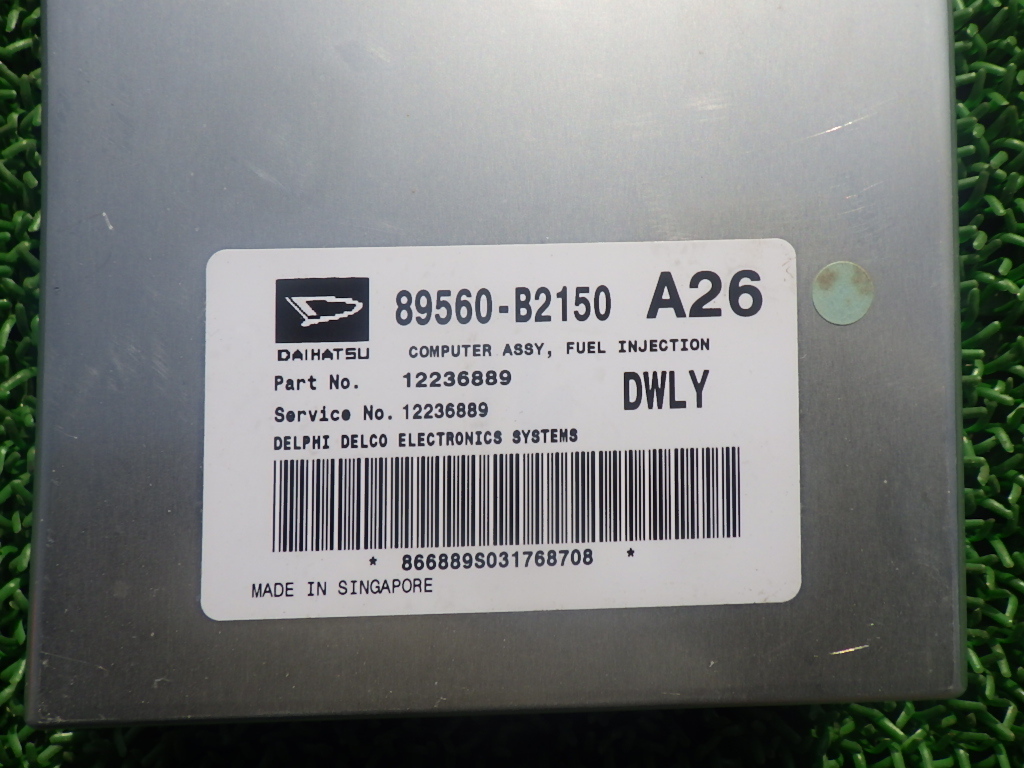 89560-B2150 A26
DAIHATSU
COMPUTER ASSY, FUEL INJECTION
Part No. 12236889
DWLY
Service No. 12236889
DELPHI DELCO ELECTRONICS SYSTEMS
* 866889S031768708 *
MADE IN SINGAPORE